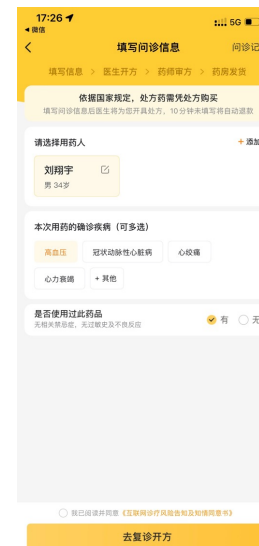 17:26
5G
微信
填写问诊信息
问诊记
填写信息 > 医生开方 > 药师审方 > 药房发货
依据国家规定，处方药需凭处方购买
填写问诊信息后医生将为您开具处方，10分钟未填写将自动退款
请选择用药人
+ 添加
刘翔宇
男 34岁
本次用药的确诊疾病（可多选）
高血压 冠状动脉性心脏病 心绞痛
心力衰竭 + 其他
是否使用过此药品
无相关禁忌症，无过敏史及不良反应
有 无
我已阅读并同意《互联网诊疗风险告知及知情同意书》
去复诊开方